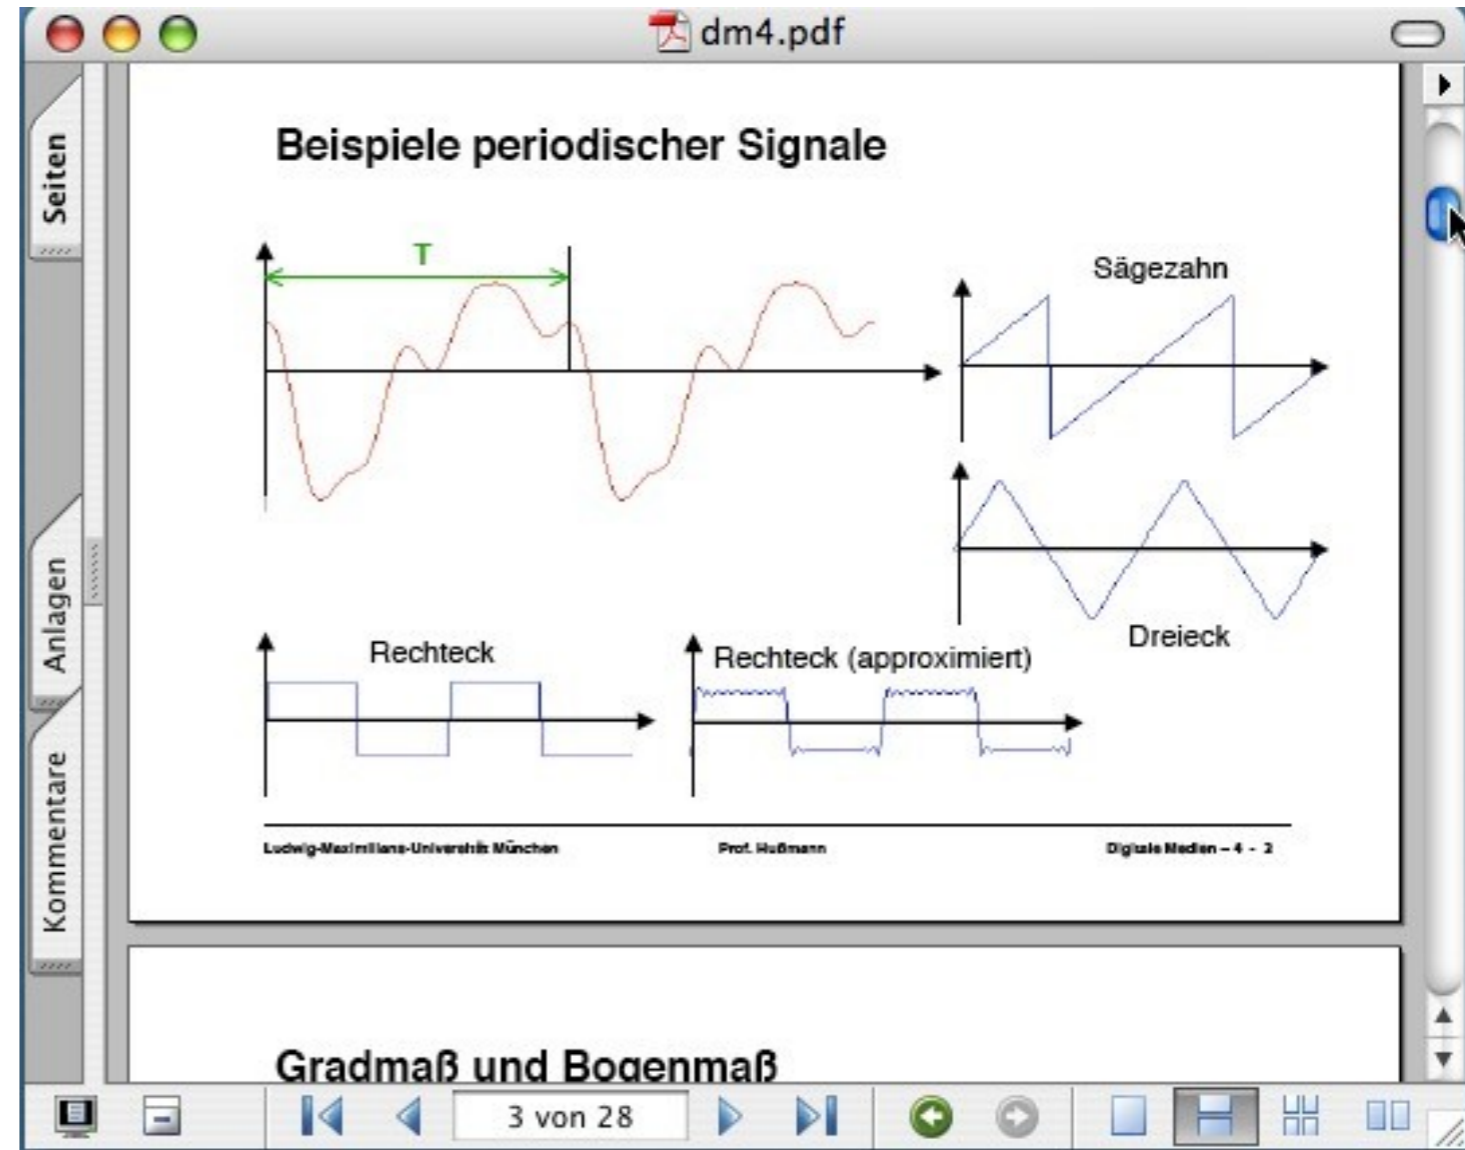 dm4.pdf
Seiten
Anlagen
Kommentare
Beispiele periodischer Signale
T
Sägezahn
Dreieck
Rechteck
Rechteck (approximiert)
Ludwig-Maximilians-Universität München Prof. Hußmann Digitale Medien – 4 - 3
Gradmaß und Bogenmaß
3 von 28